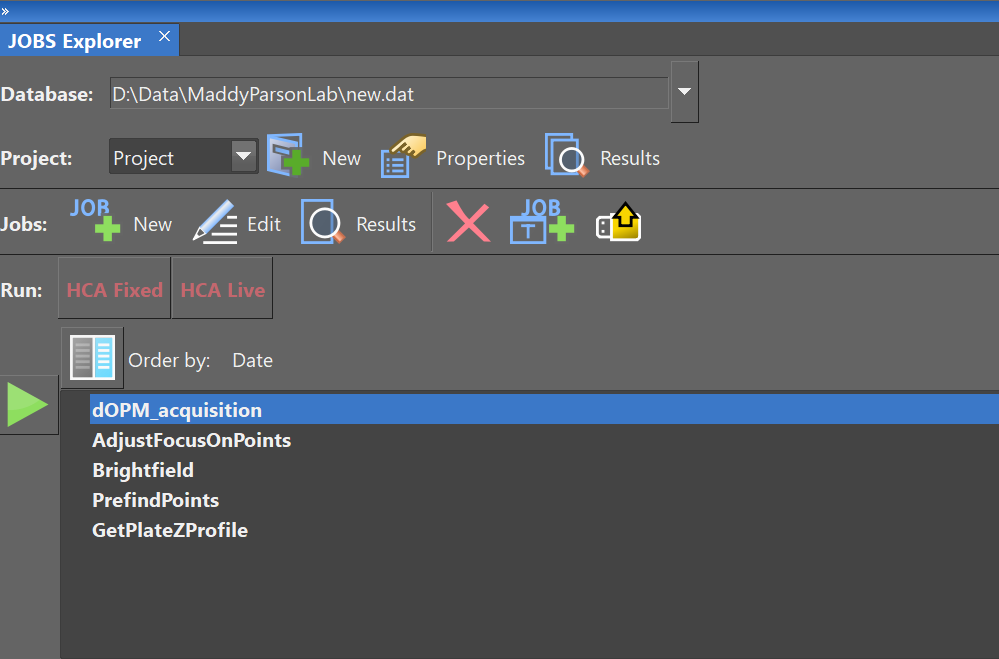 »
JOBS Explorer
Database: D:\Data\MaddyParsonLab\new.dat
Project: Project New Properties Results
Jobs: JOB New Edit Results JOB T
Run: HCA Fixed HCA Live
Order by: Date
dOPM_acquisition
AdjustFocusOnPoints
Brightfield
PrefindPoints
GetPlateZProfile